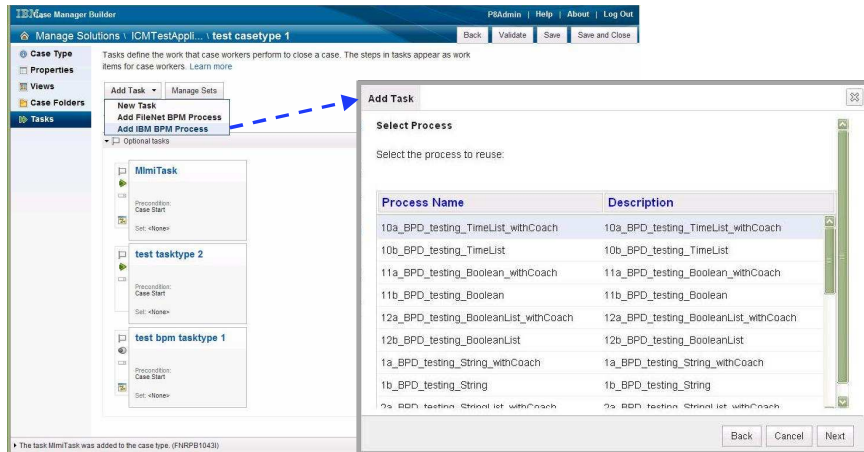 IBM Case Manager Builder
P8Admin | Help | About | Log Out
Manage Solutions \ ICMTestAppli... \ test casetype 1
Back Validate Save Save and Close
Case Type
Properties
Views
Case Folders
Tasks
Tasks define the work that case workers perform to close a case. The steps in tasks appear as work
items for case workers. Learn more
Add Task Manage Sets
New Task
Add FileNet BPM Process
Add IBM BPM Process
Optional tasks
MlmiTask
Precondition:
Case Start
Set: <None>
test tasktype 2
Precondition:
Case Start
Set: <None>
test bpm tasktype 1
Precondition:
Case Start
Set: <None>
The task MlmiTask was added to the case type. (FNRPB1043I)
Add Task
Select Process
Select the process to reuse:
Process Name Description
10a_BPD_testing_TimeList_withCoach 10a_BPD_testing_TimeList_withCoach
10b_BPD_testing_TimeList 10b_BPD_testing_TimeList
11a_BPD_testing_Boolean_withCoach 11a_BPD_testing_Boolean_withCoach
11b_BPD_testing_Boolean 11b_BPD_testing_Boolean
12a_BPD_testing_BooleanList_withCoach 12a_BPD_testing_BooleanList_withCoach
12b_BPD_testing_BooleanList 12b_BPD_testing_BooleanList
1a_BPD_testing_String_withCoach 1a_BPD_testing_String_withCoach
1b_BPD_testing_String 1b_BPD_testing_String
2a_BPD_testing_StringList_withCoach 2a_BPD_testing_StringList_withCoach
Back Cancel Next